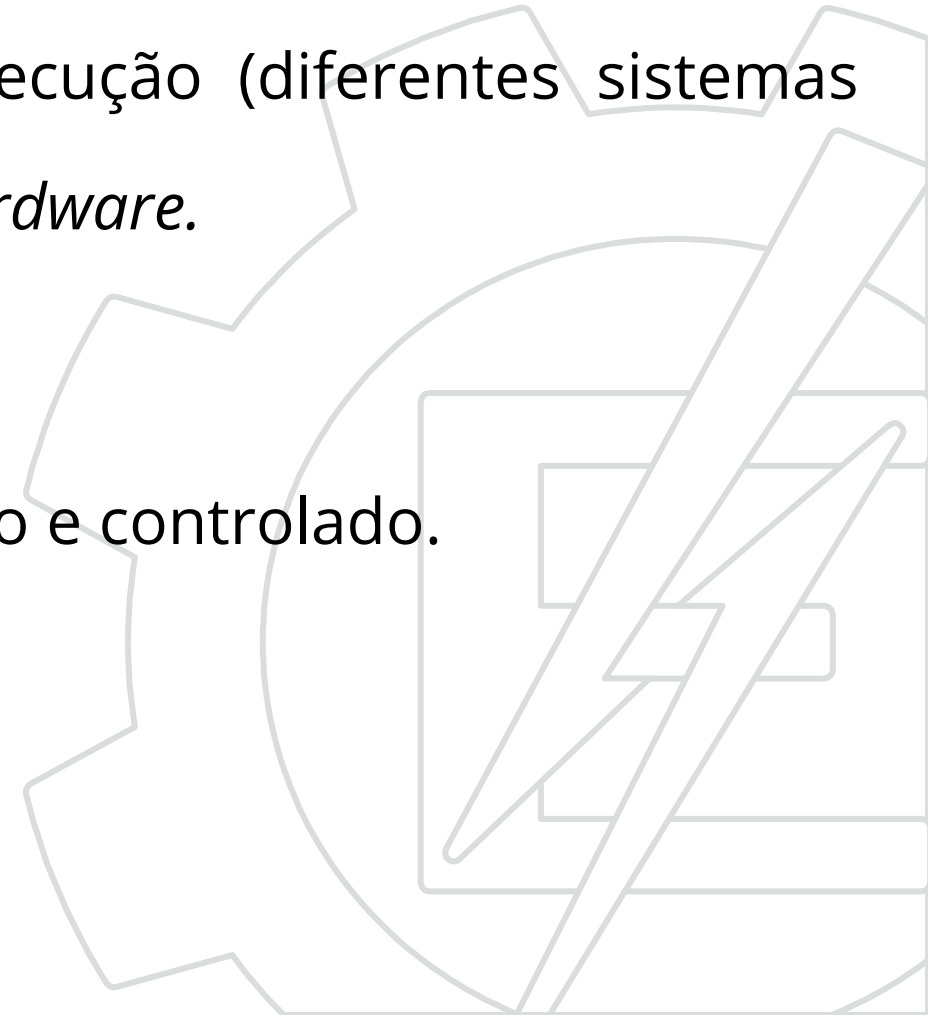 ecução (diferentes sistemas
rdware.
o e controlado.